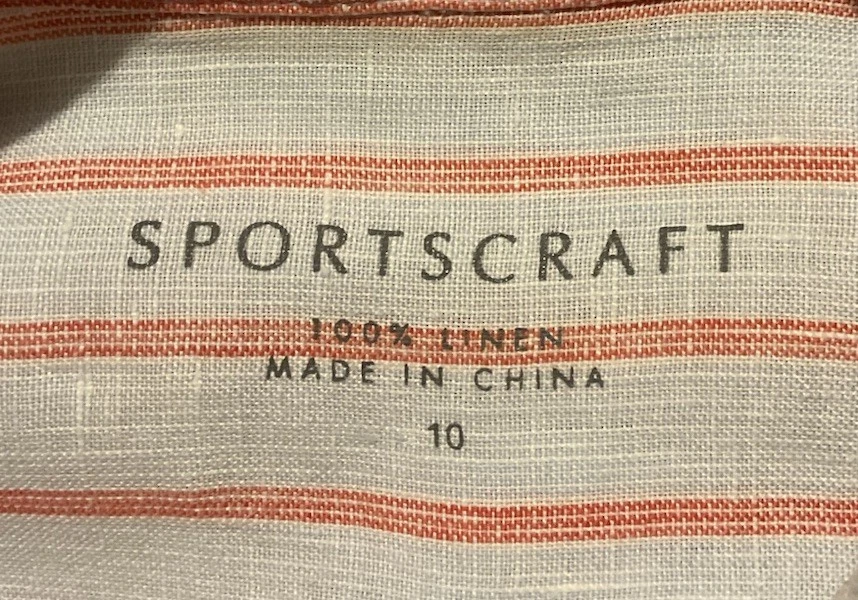 SPORTSCRAFT
100% LINEN
MADE IN CHINA
10